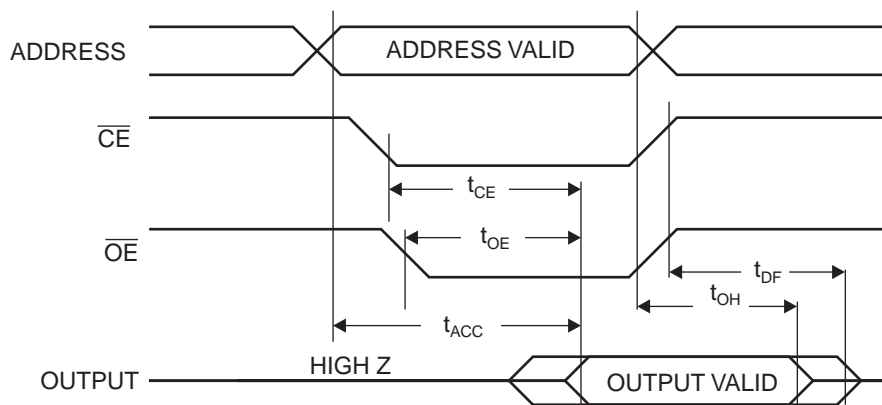 ADDRESS
ADDRESS VALID
CE
tCE
OE
tOE
tDF
tOH
tACC
HIGH Z
OUTPUT
OUTPUT VALID